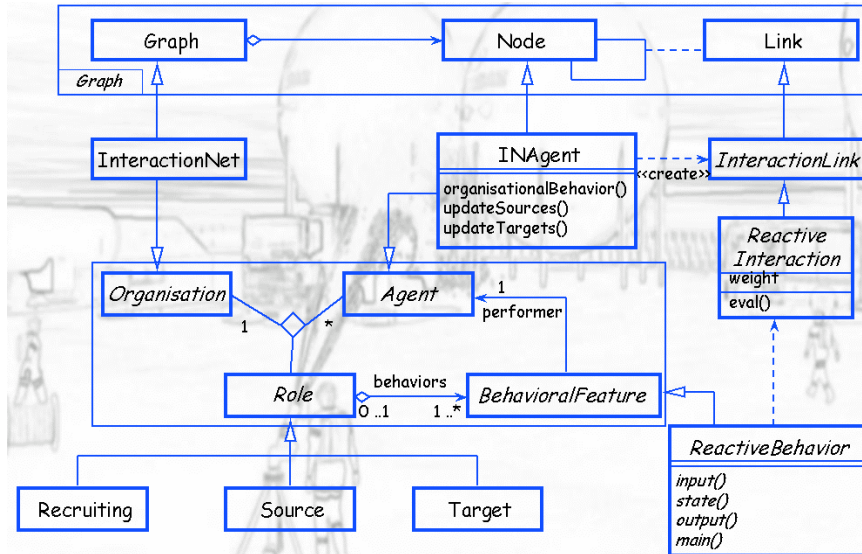 Graph
Node
Link
Graph
InteractionNet
INAgent
organisationalBehavior()
updateSources()
updateTargets()
<<create>>
InteractionLink
Reactive
Interaction
weight
eval()
Organisation
Agent
1
*
1
performer
Role
behaviors
0 ..1
1 ..*
BehavioralFeature
ReactiveBehavior
input()
state()
output()
main()
Recruiting
Source
Target